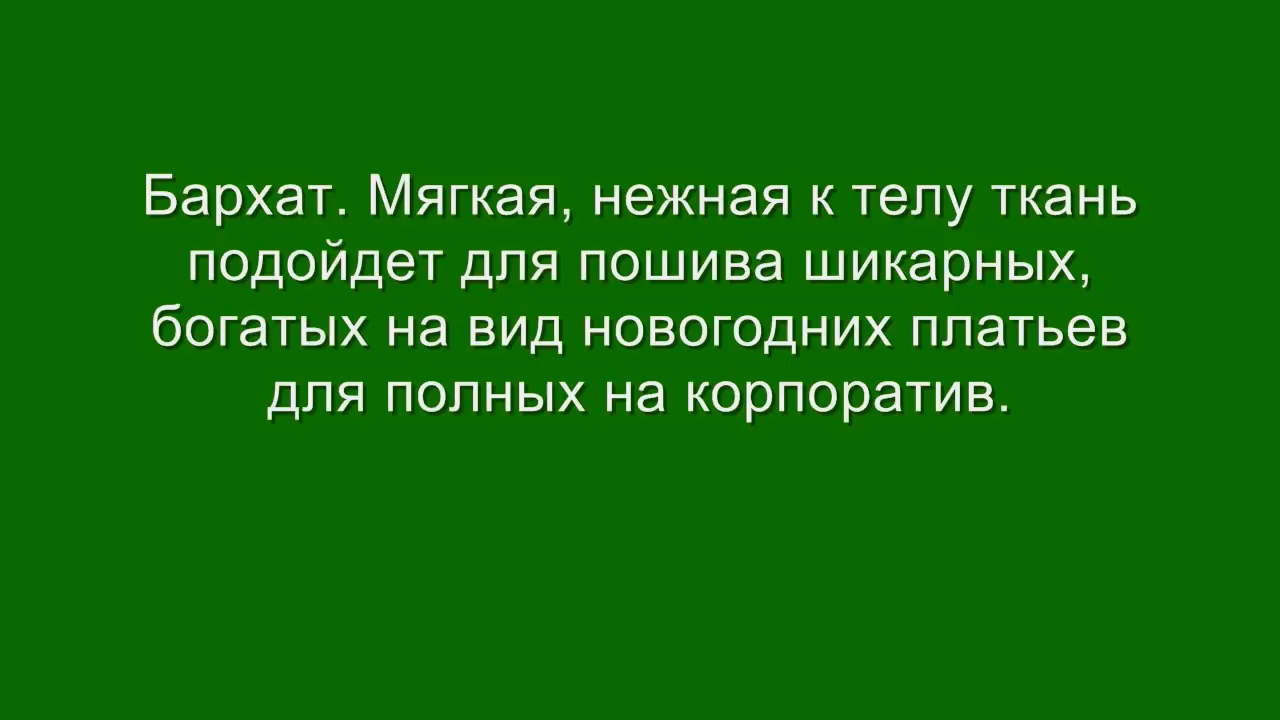 Бархат. Мягкая, нежная к телу ткань
подойдет для пошива шикарных,
богатых на вид новогодних платьев
для полных на корпоратив.